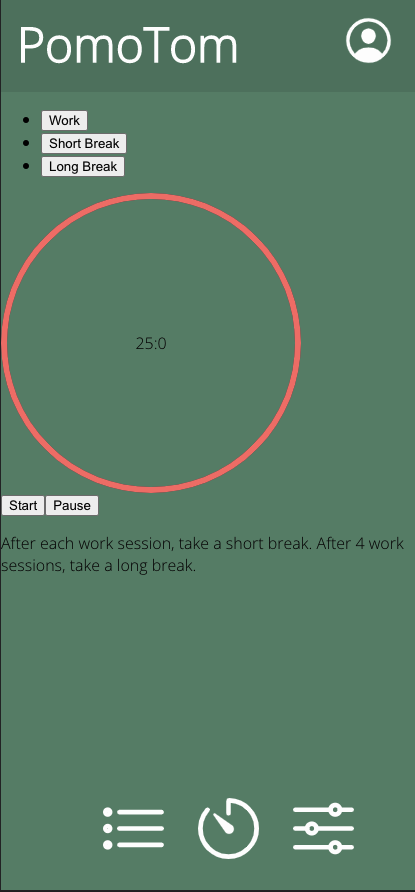 PomoTom
Work
Short Break
Long Break
25:0
Start Pause
After each work session, take a short break. After 4 work
sessions, take a long break.